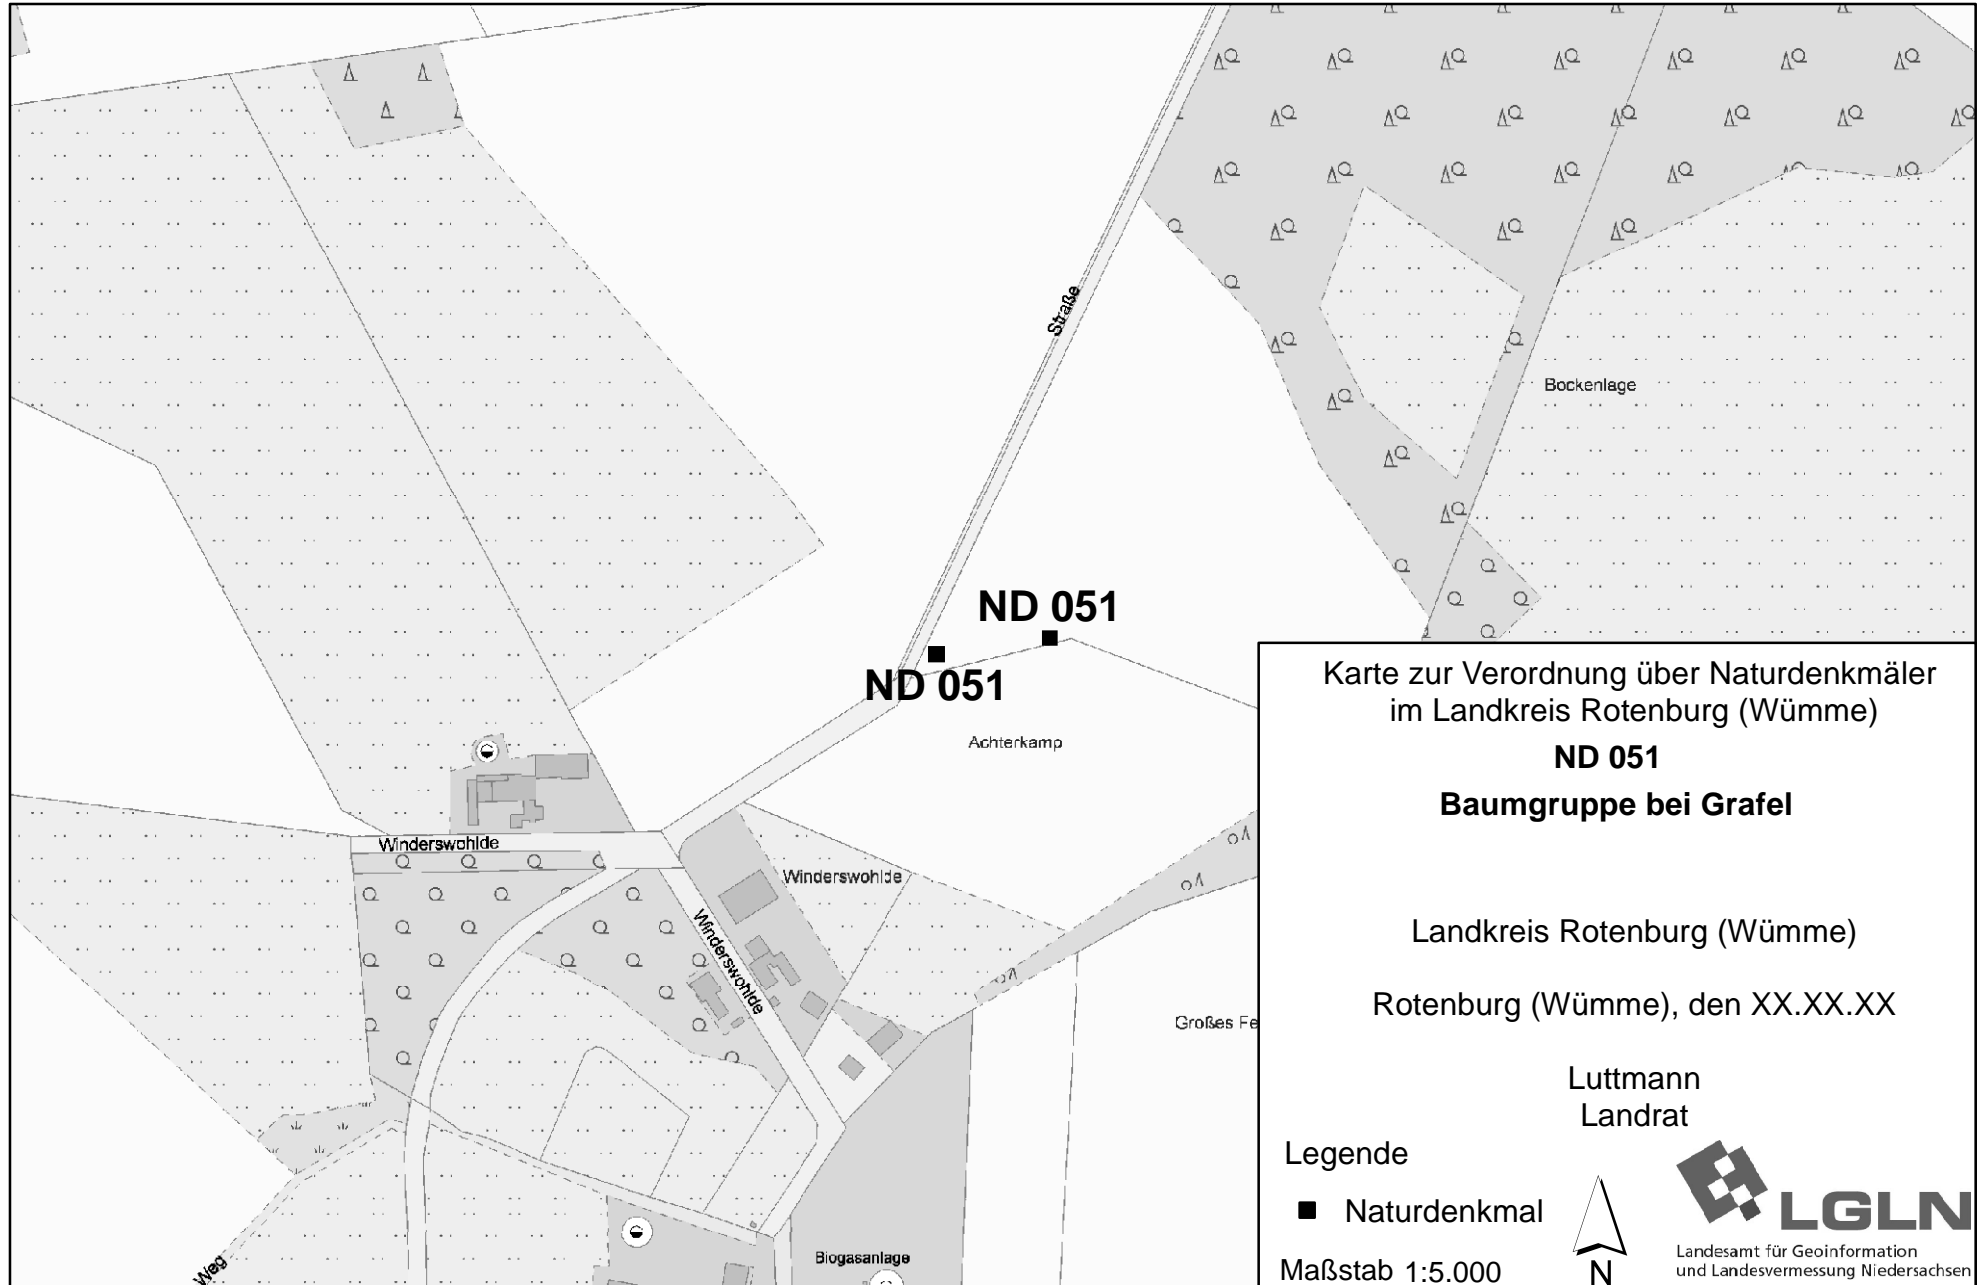 Straße
Bockenlage
ND 051
ND 051
Achterkamp
Winderswohlde
Winderswohlde
Winderswohlde
Großes Fe
Weg
Biogasanlage
Karte zur Verordnung über Naturdenkmäler
im Landkreis Rotenburg (Wümme)
ND 051
Baumgruppe bei Grafel
Landkreis Rotenburg (Wümme)
Rotenburg (Wümme), den XX.XX.XX
Luttmann
Landrat
Legende
Naturdenkmal
Maßstab 1:5.000
N
LGLN
Landesamt für Geoinformation
und Landesvermessung Niedersachsen